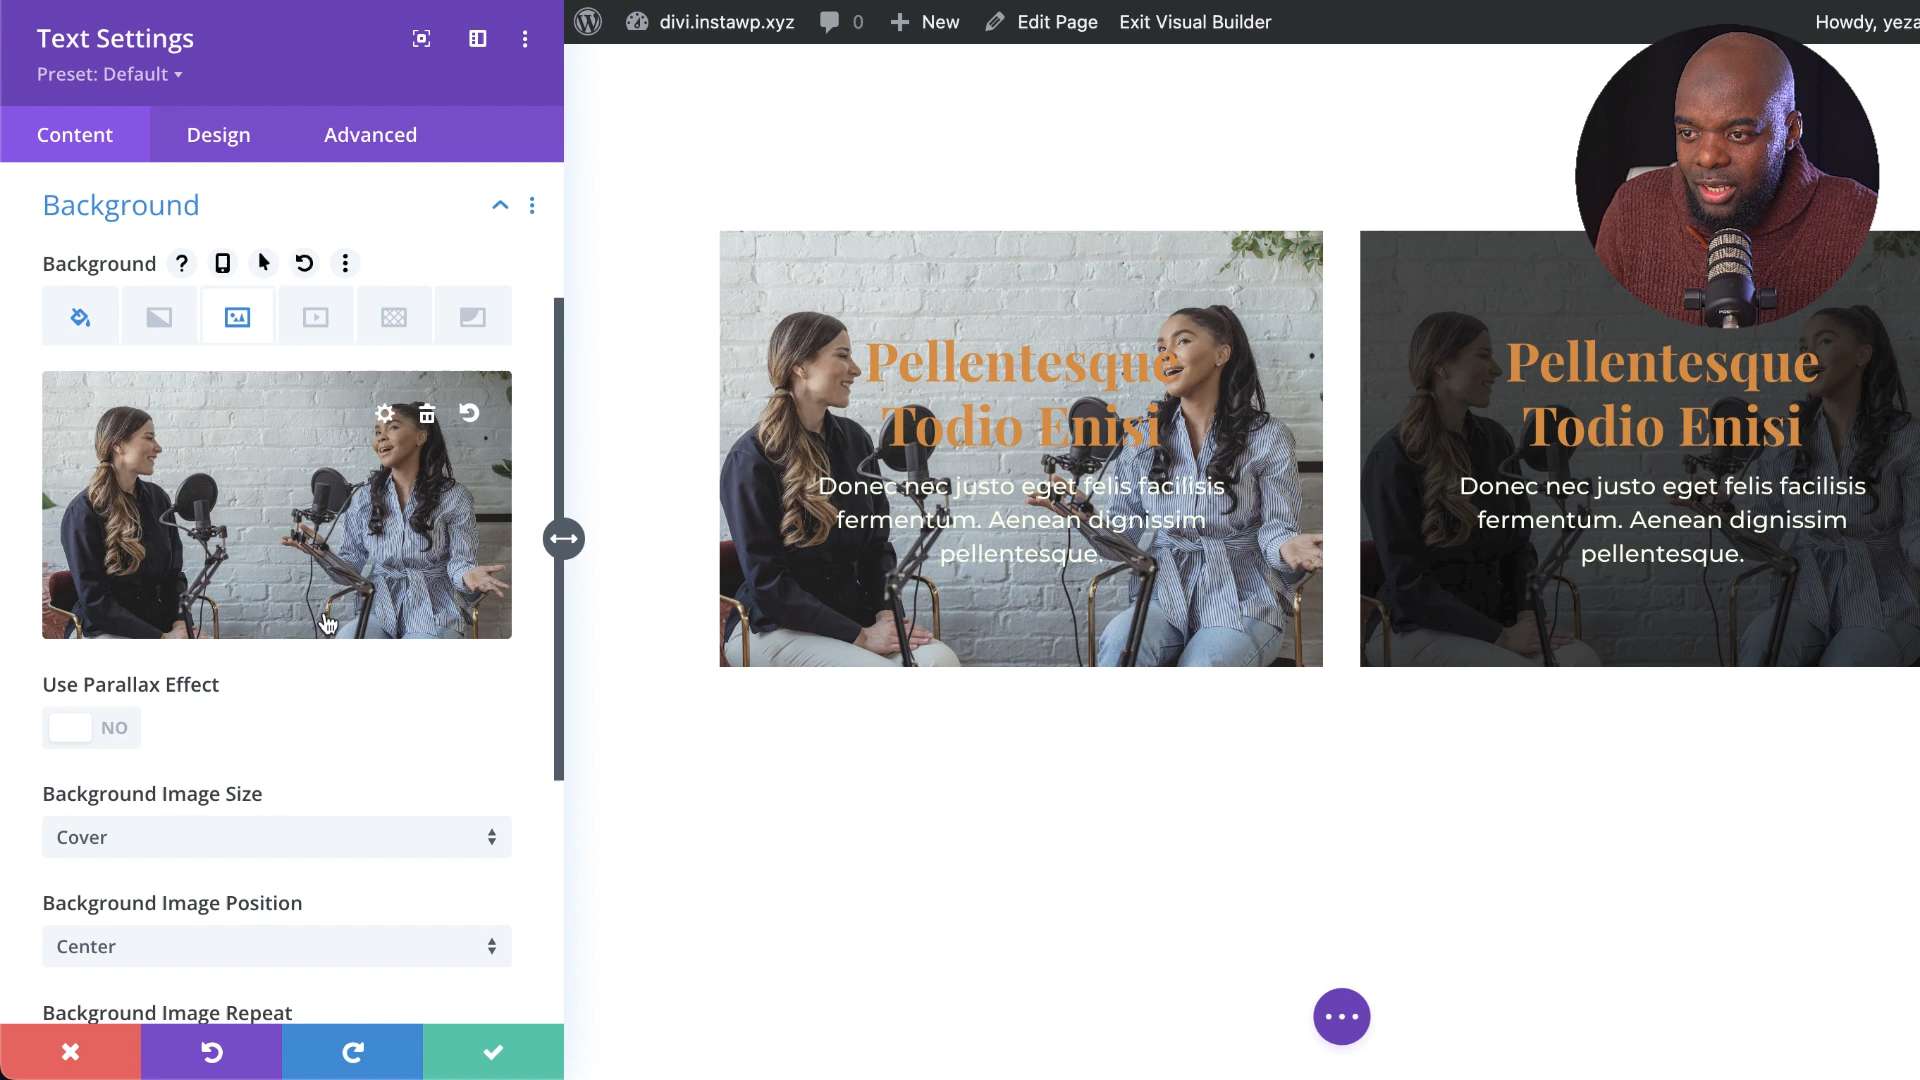 Text Settings
Preset: Default
Content
Design
Advanced
Background
Background
?
Use Parallax Effect
NO
Background Image Size
Cover
Background Image Position
Center
Background Image Repeat
divi.instawp.xyz
0
New
Edit Page
Exit Visual Builder
Howdy, yeza
Pellentesque
Todio Enisi
Donec nec justo eget felis facilisis
fermentum. Aenean dignissim
pellentesque.
Pellentesque
Todio Enisi
Donec nec justo eget felis facilisis
fermentum. Aenean dignissim
pellentesque.